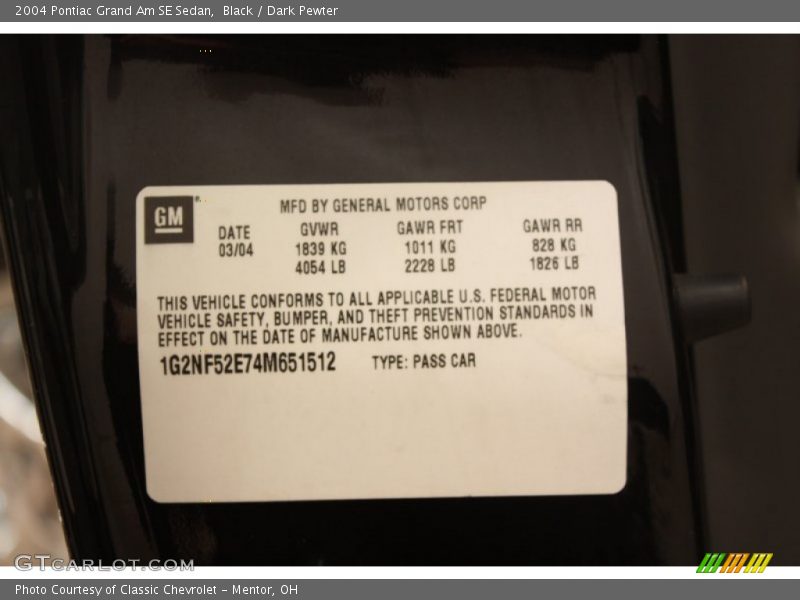 2004 Pontiac Grand Am SE Sedan,  Black / Dark Pewter
GM® MFD BY GENERAL MOTORS CORP
DATE GVWR GAWR FRT GAWR RR
03/04 1839 KG 1011 KG 828 KG
4054 LB 2228 LB 1826 LB
THIS VEHICLE CONFORMS TO ALL APPLICABLE U.S. FEDERAL MOTOR
VEHICLE SAFETY, BUMPER, AND THEFT PREVENTION STANDARDS IN
EFFECT ON THE DATE OF MANUFACTURE SHOWN ABOVE.
1G2NF52E74M651512 TYPE: PASS CAR
GTCARLOT.COM
Photo Courtesy of Classic Chevrolet - Mentor, OH